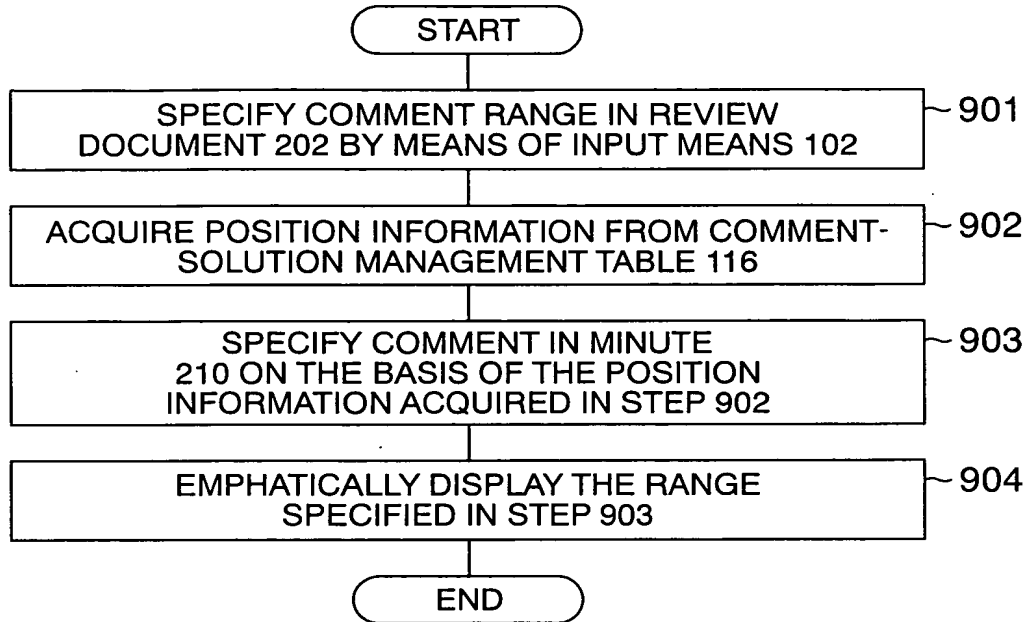 START
SPECIFY COMMENT RANGE IN REVIEW
DOCUMENT 202 BY MEANS OF INPUT MEANS 102
901
ACQUIRE POSITION INFORMATION FROM COMMENT-
SOLUTION MANAGEMENT TABLE 116
902
SPECIFY COMMENT IN MINUTE
210 ON THE BASIS OF THE POSITION
INFORMATION ACQUIRED IN STEP 902
903
EMPHATICALLY DISPLAY THE RANGE
SPECIFIED IN STEP 903
904
END